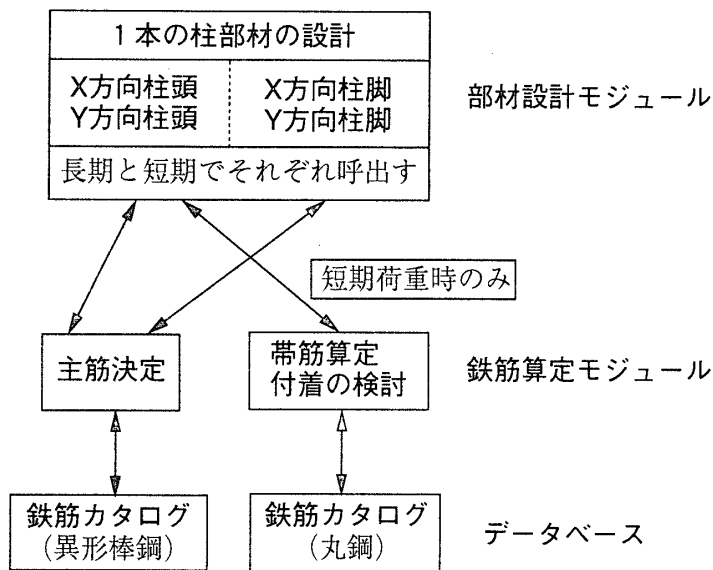 1本の柱部材の設計
X方向柱頭
Y方向柱頭
X方向柱脚
Y方向柱脚
部材設計モジュール
長期と短期でそれぞれ呼出す
短期荷重時のみ
主筋決定
帯筋算定
付着の検討
鉄筋算定モジュール
鉄筋カタログ
(異形棒鋼)
鉄筋カタログ
(丸鋼)
データベース